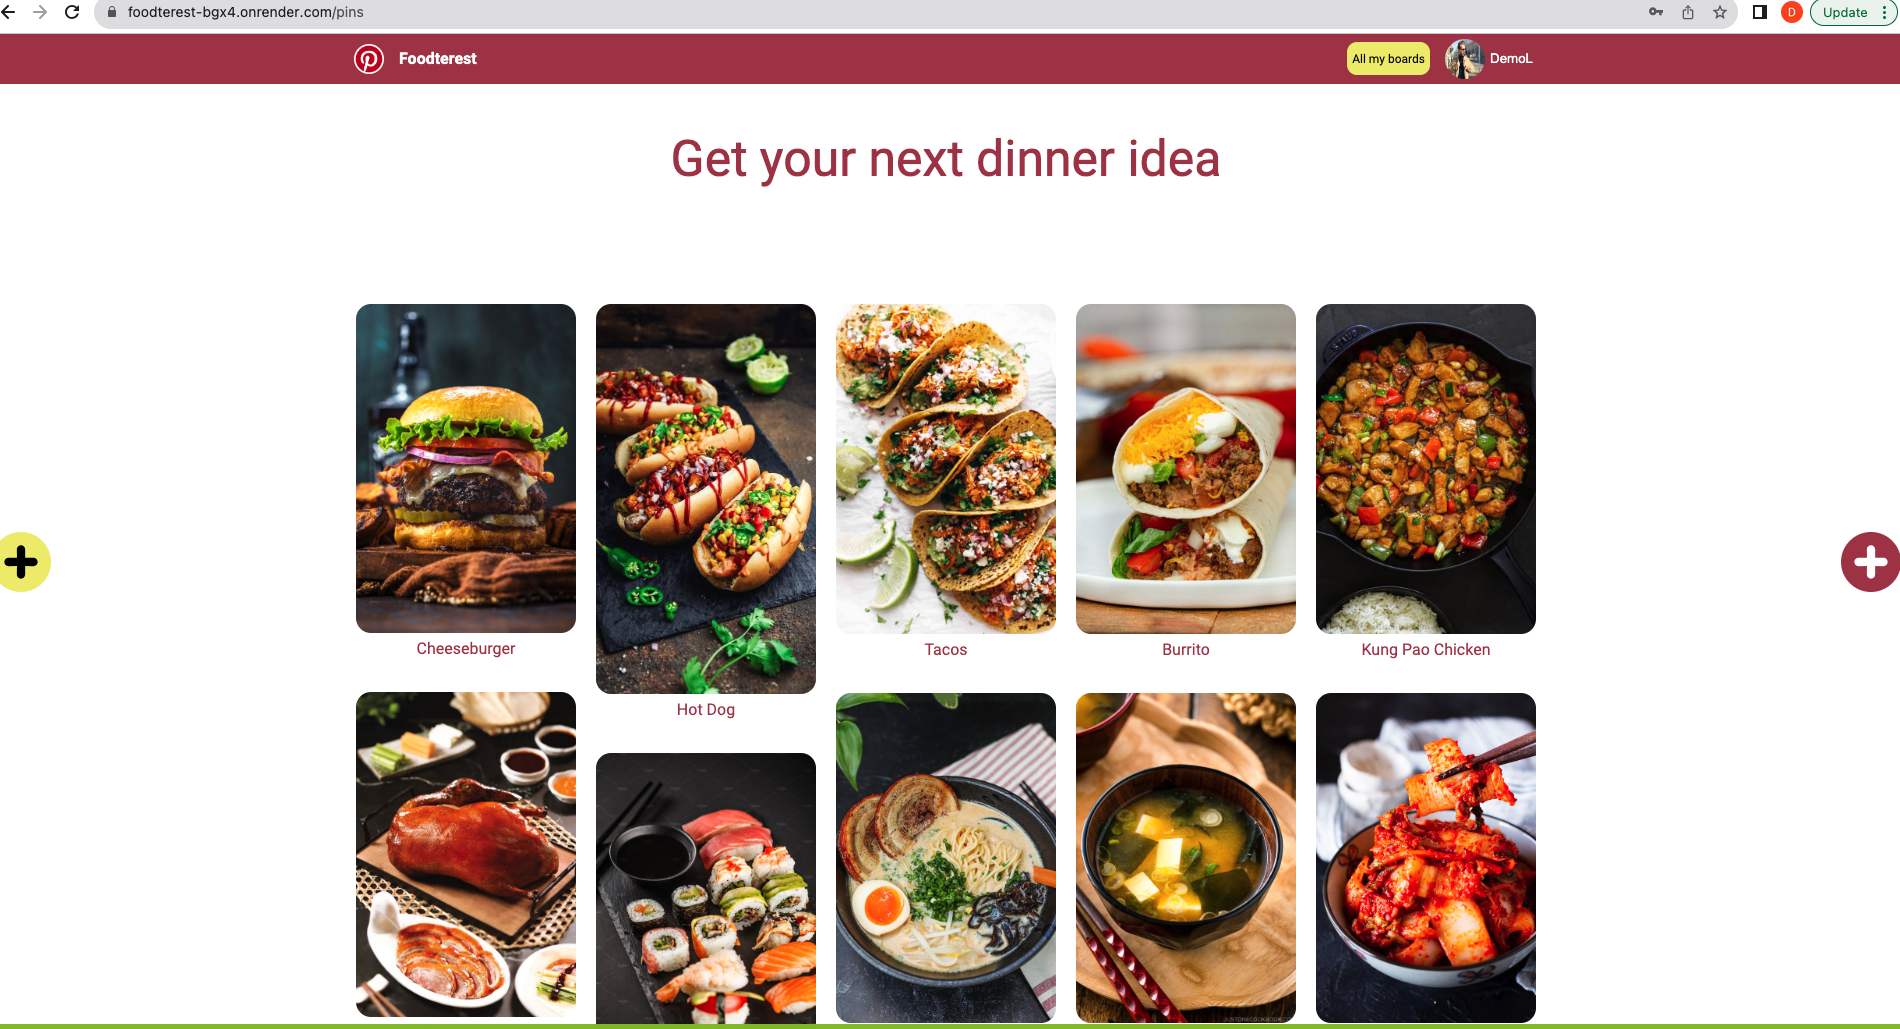 foodterest-bgx4.onrender.com/pins
D
Update
Foodterest
All my boards
DemoL
Get your next dinner idea
Cheeseburger
Hot Dog
Tacos
Burrito
Kung Pao Chicken